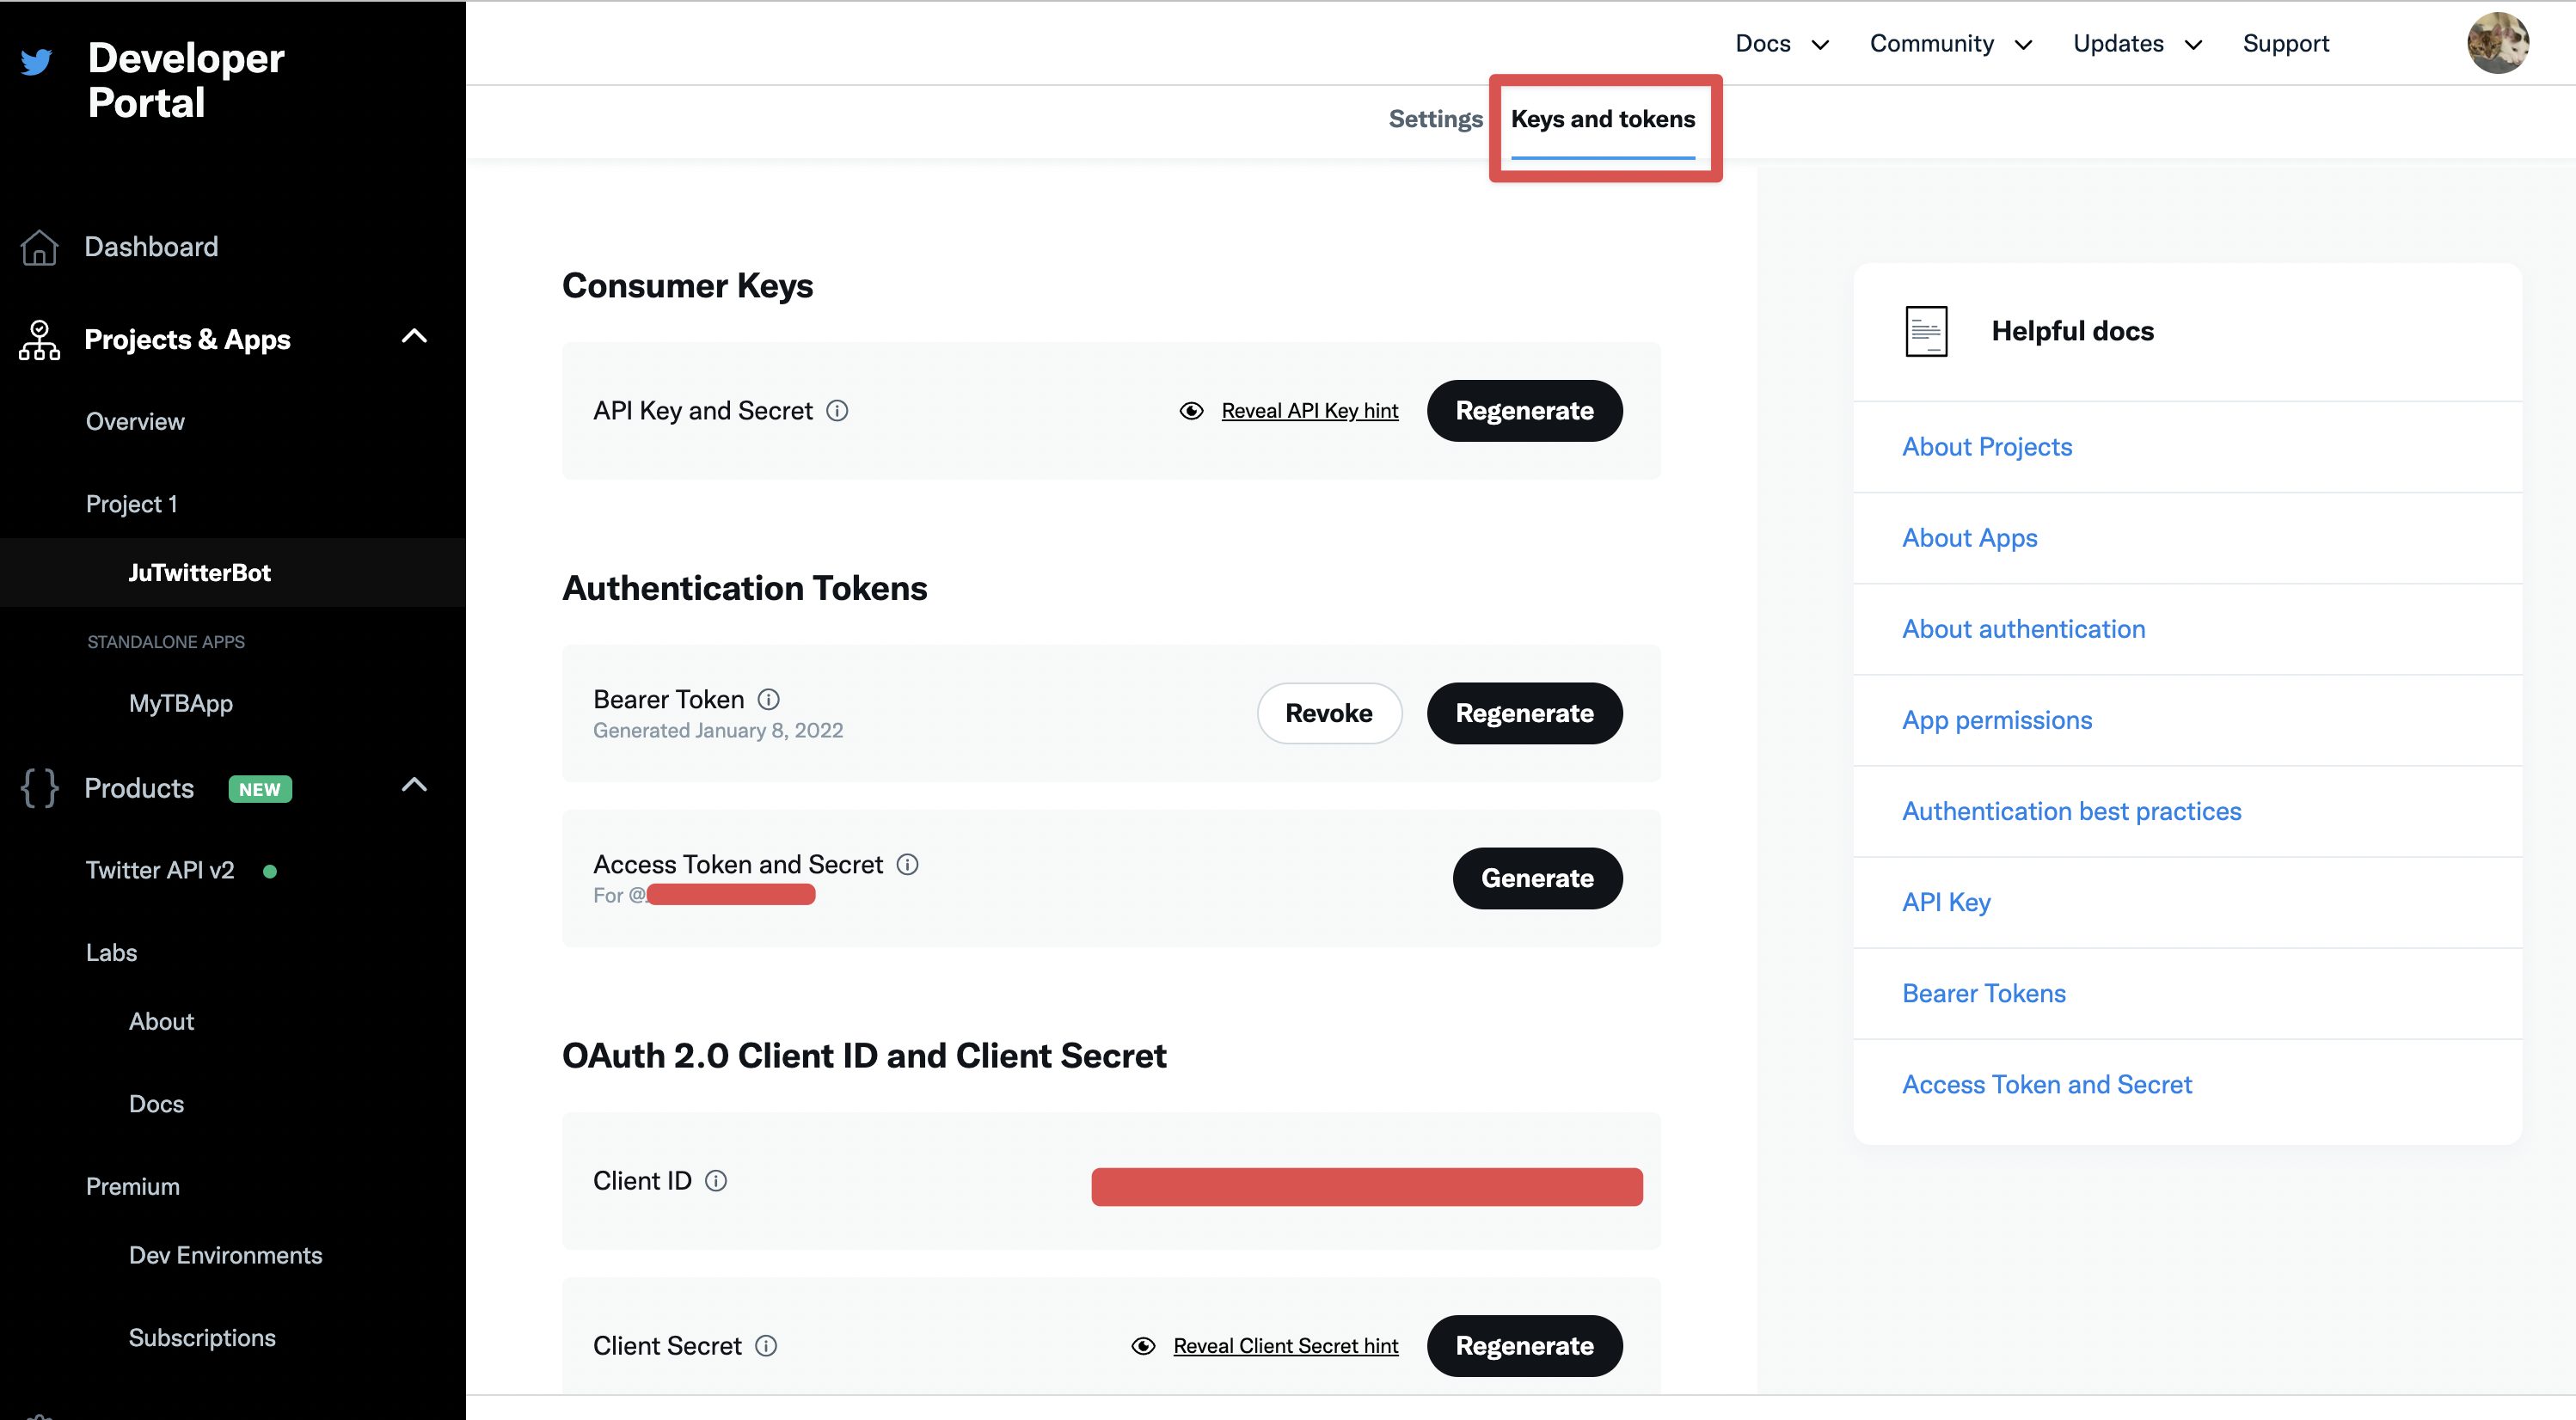 Developer
Portal
Dashboard
Projects & Apps
Overview
Project 1
JuTwitterBot
STANDALONE APPS
MyTBApp
Products NEW
Twitter API v2
Labs
About
Docs
Premium
Dev Environments
Subscriptions
Docs Community Updates Support
Settings Keys and tokens
Consumer Keys
API Key and Secret Reveal API Key hint Regenerate
Authentication Tokens
Bearer Token Revoke Regenerate
Generated January 8, 2022
Access Token and Secret Generate
For @
OAuth 2.0 Client ID and Client Secret
Client ID
Client Secret Reveal Client Secret hint Regenerate
Helpful docs
About Projects
About Apps
About authentication
App permissions
Authentication best practices
API Key
Bearer Tokens
Access Token and Secret